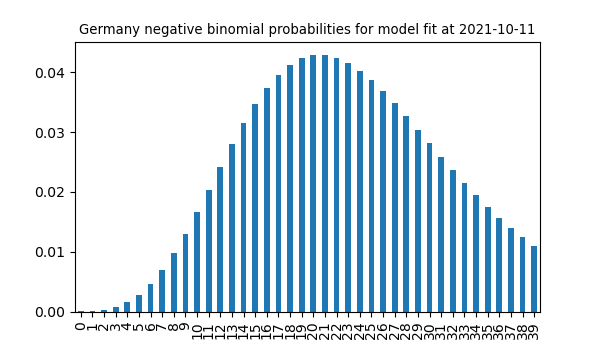 Germany negative binomial probabilities for model fit at 2021-10-11
0.04
0.03
0.02
0.01
0.00
0 1 2 3 4 5 6 7 8 9 10 11 12 13 14 15 16 17 18 19 20 21 22 23 24 25 26 27 28 29 30 31 32 33 34 35 36 37 38 39